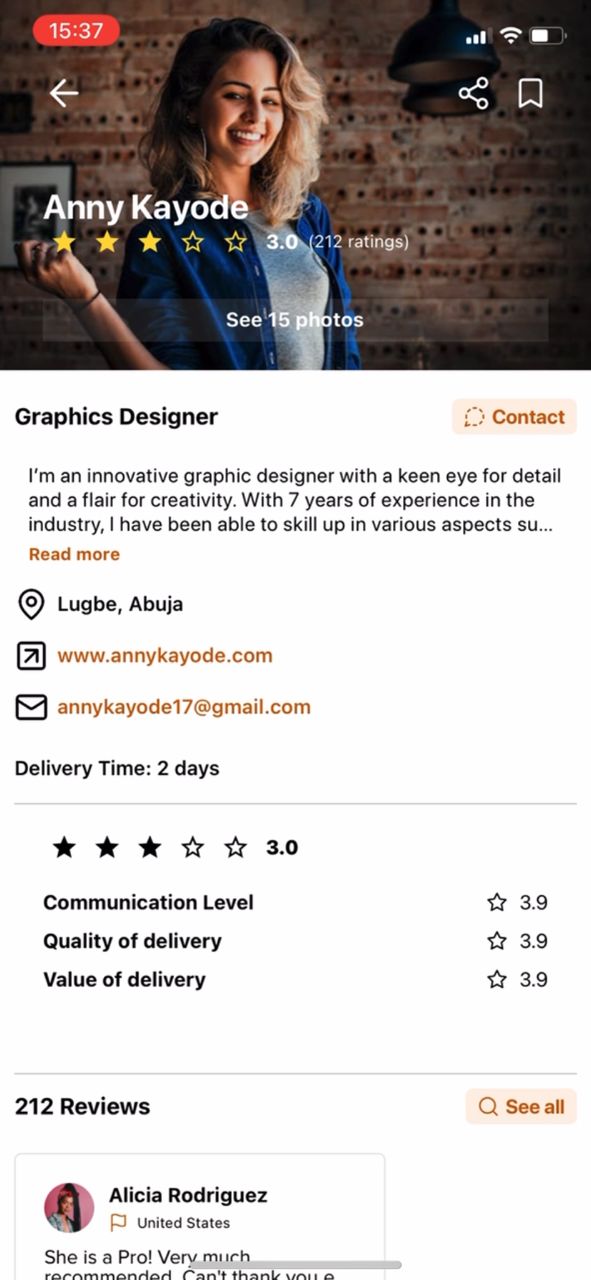 15:37
Anny Kayode
3.0 (212 ratings)
See 15 photos
Graphics Designer
Contact
I'm an innovative graphic designer with a keen eye for detail
and a flair for creativity. With 7 years of experience in the
industry, I have been able to skill up in various aspects su...
Read more
Lugbe, Abuja
www.annykayode.com
annykayode17@gmail.com
Delivery Time: 2 days
3.0
Communication Level 3.9
Quality of delivery 3.9
Value of delivery 3.9
212 Reviews
See all
Alicia Rodriguez
United States
She is a Pro! Very much
recommended. Can't thank you e